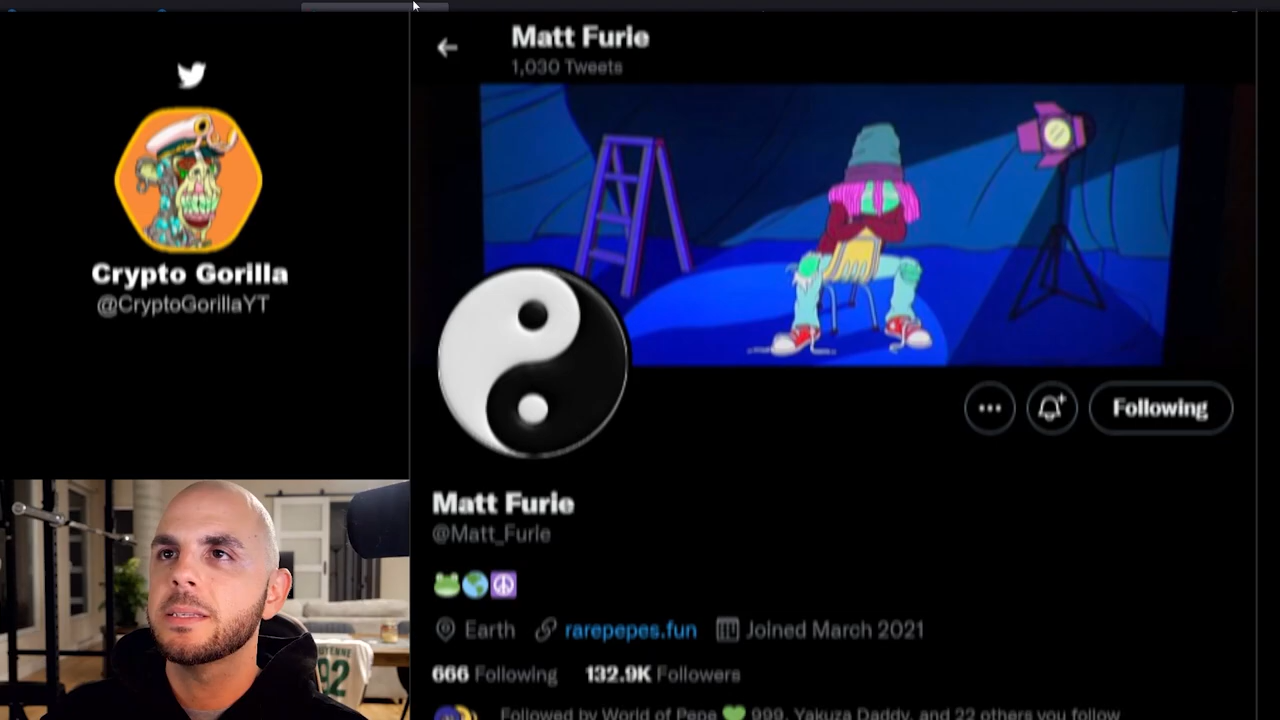 Matt Furie
1,030 Tweets
Crypto Gorilla
@CryptoGorillaYT
Following
Matt Furie
@Matt_Furie
Earth rarepepes.fun Joined March 2021
666 Following 132.9K Followers
Followed by World of Pepe 999, Yakuza Daddy, and 22 others you follow
92